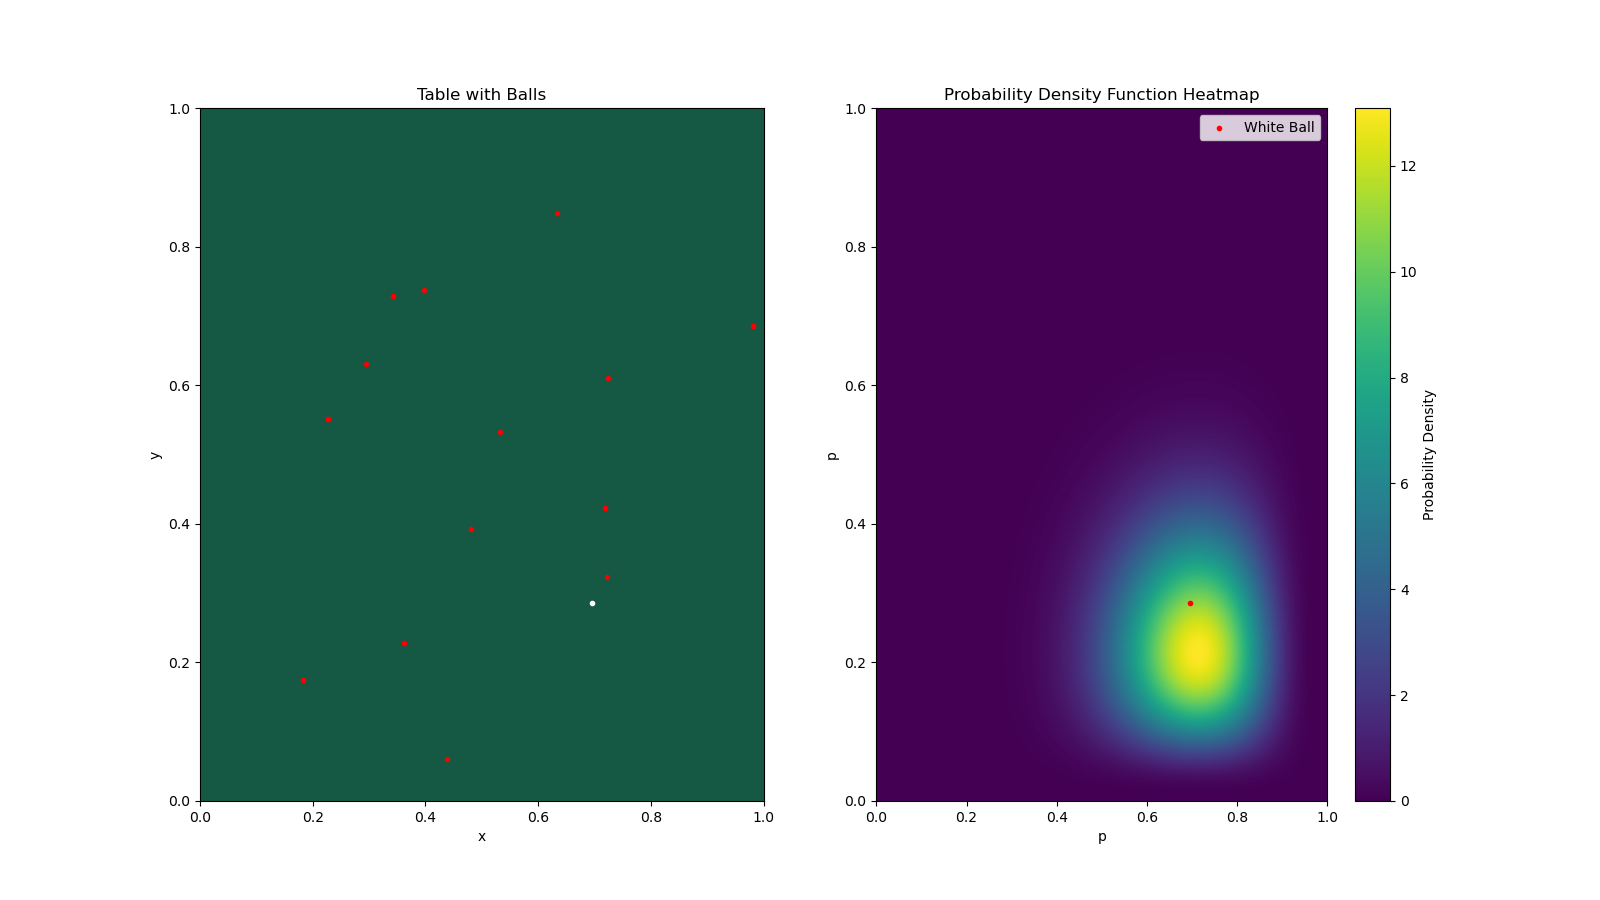 Table with Balls
1.0
0.8
0.6
0.4
0.2
0.0
y
0.0 0.2 0.4 0.6 0.8 1.0
x
Probability Density Function Heatmap
White Ball
1.0
0.8
0.6
0.4
0.2
0.0
p
0.0 0.2 0.4 0.6 0.8 1.0
p
12
10
8
6
4
2
0
Probability Density